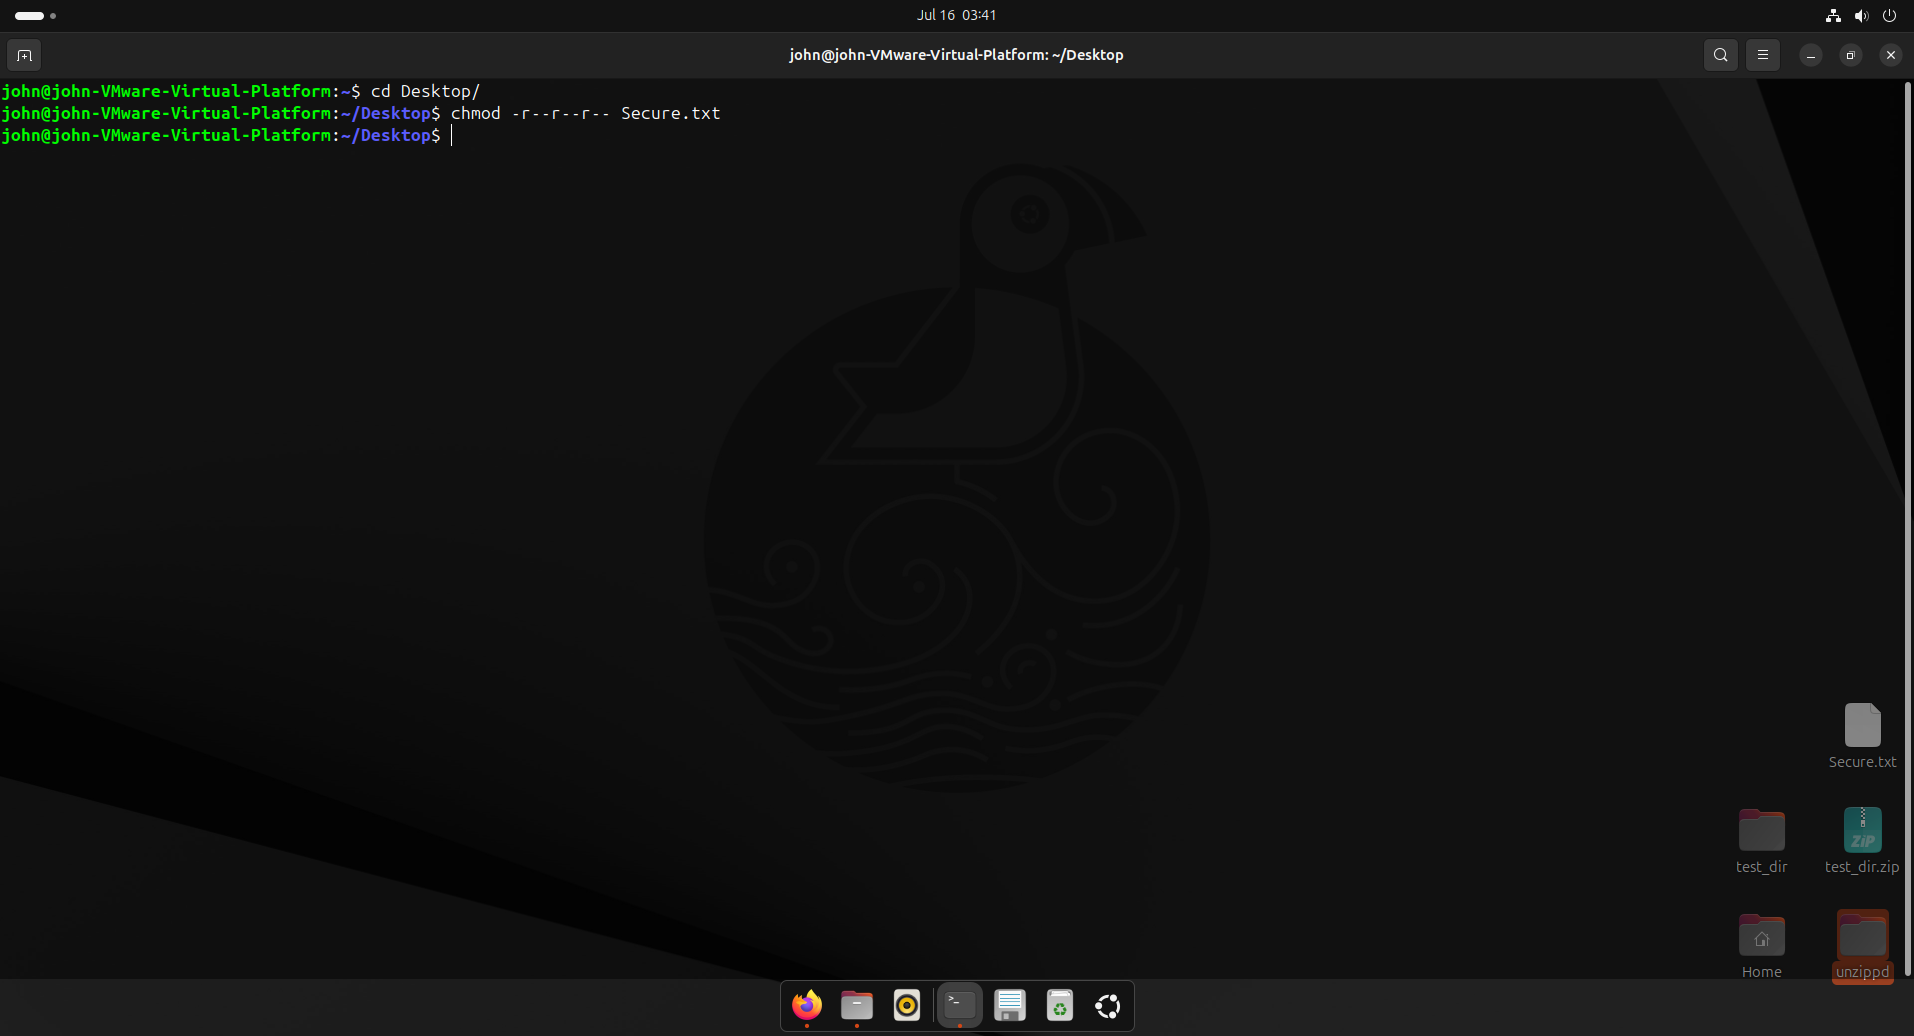 Jul 16 03:41
john@john-VMware-Virtual-Platform: ~/Desktop
john@john-VMware-Virtual-Platform:~$ cd Desktop/
john@john-VMware-Virtual-Platform:~/Desktop$ chmod -r--r--r-- Secure.txt
john@john-VMware-Virtual-Platform:~/Desktop$
Secure.txt
test_dir
ZiP
test_dir.zip
Home
unzippd
>_